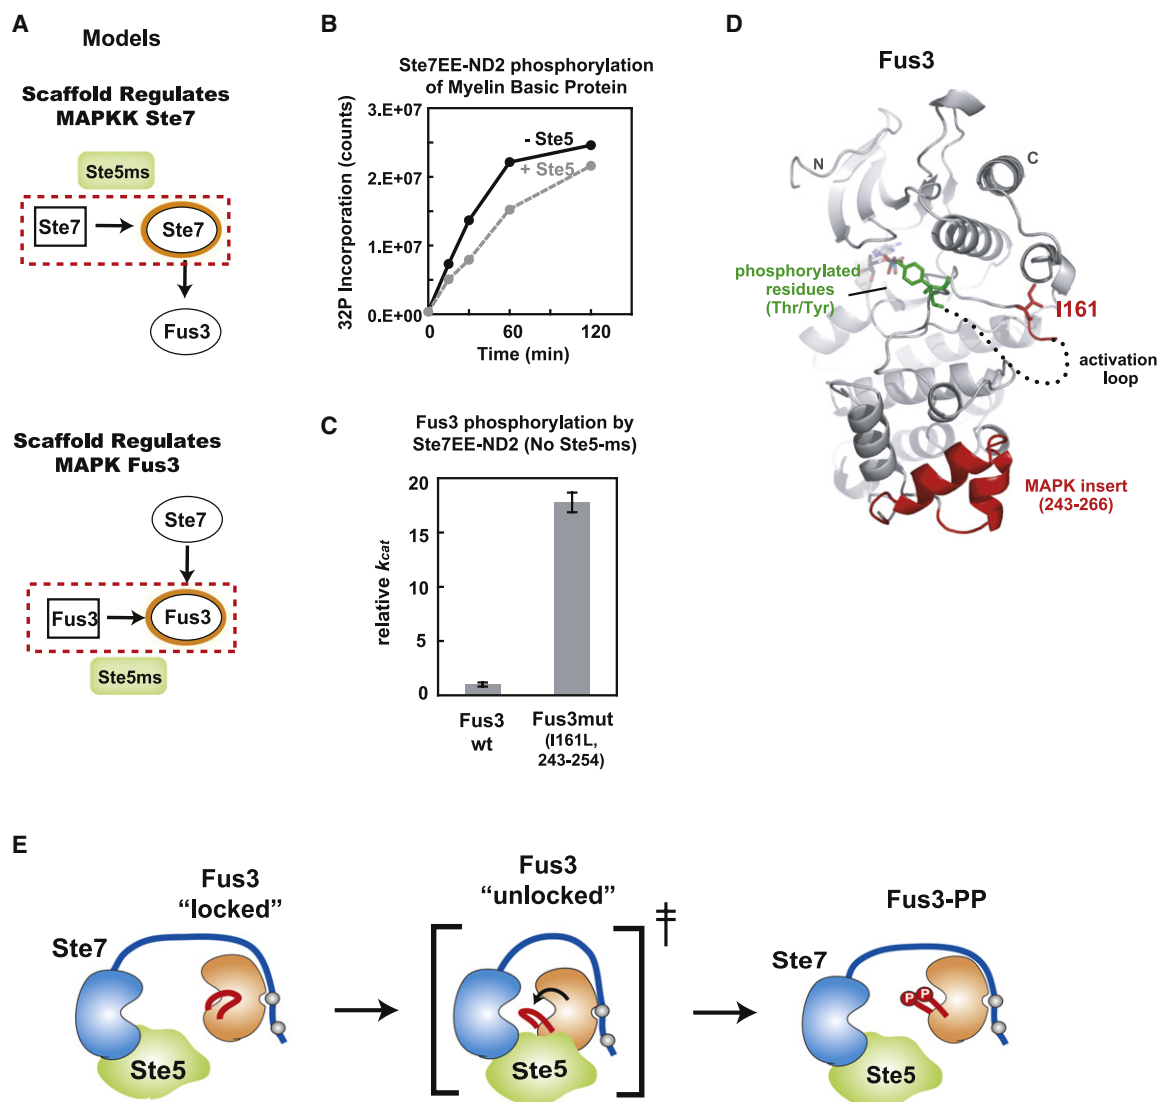 A
Models
Scaffold Regulates
MAPKK Ste7
Ste5ms
Ste7
Ste7
Fus3
Scaffold Regulates
MAPK Fus3
Ste7
Fus3
Fus3
Ste5ms
B
Ste7EE-ND2 phosphorylation
of Myelin Basic Protein
32P Incorporation (counts)
3.E+07
2.E+07
1.E+07
0.E+00
- Ste5
+ Ste5
0
60
120
Time (min)
C
Fus3 phosphorylation by
Ste7EE-ND2 (No Ste5-ms)
relative kcat
20
15
10
5
0
Fus3
wt
Fus3mut
(I161L,
243-254)
D
Fus3
N
C
phosphorylated
residues
(Thr/Tyr)
I161
activation
loop
MAPK insert
(243-266)
E
Fus3
“locked”
Ste7
Ste5
Fus3
“unlocked”
‡
Ste5
Fus3-PP
Ste7
P
P
Ste5